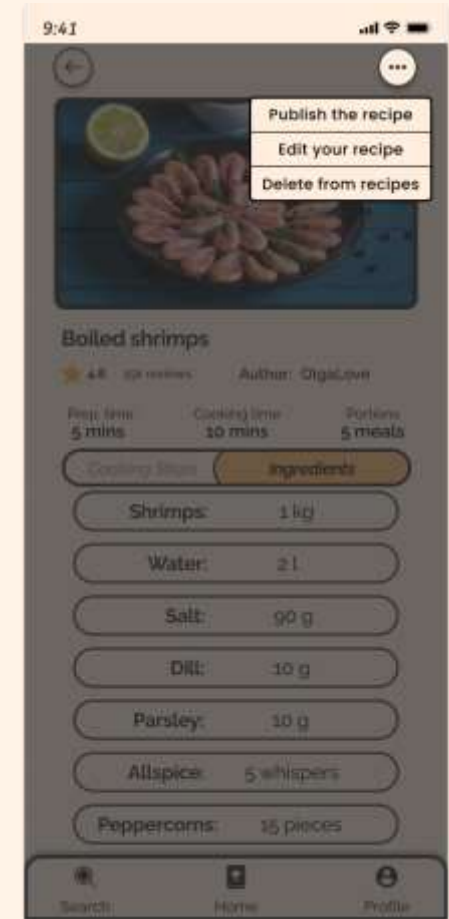 9:41
Publish the recipe
Edit your recipe
Delete from recipes
Boiled shrimps
4.8 reviews Author: OlgaLove
Prep. time Cooking time Portions
5 mins 10 mins 5 meals
Cooking Steps Ingredients
Shrimps: 1 kg
Water: 2 l
Salt: 90 g
Dill: 10 g
Parsley: 10 g
Allspice: 5 whispers
Peppercorns: 15 pieces
Search Home Profile